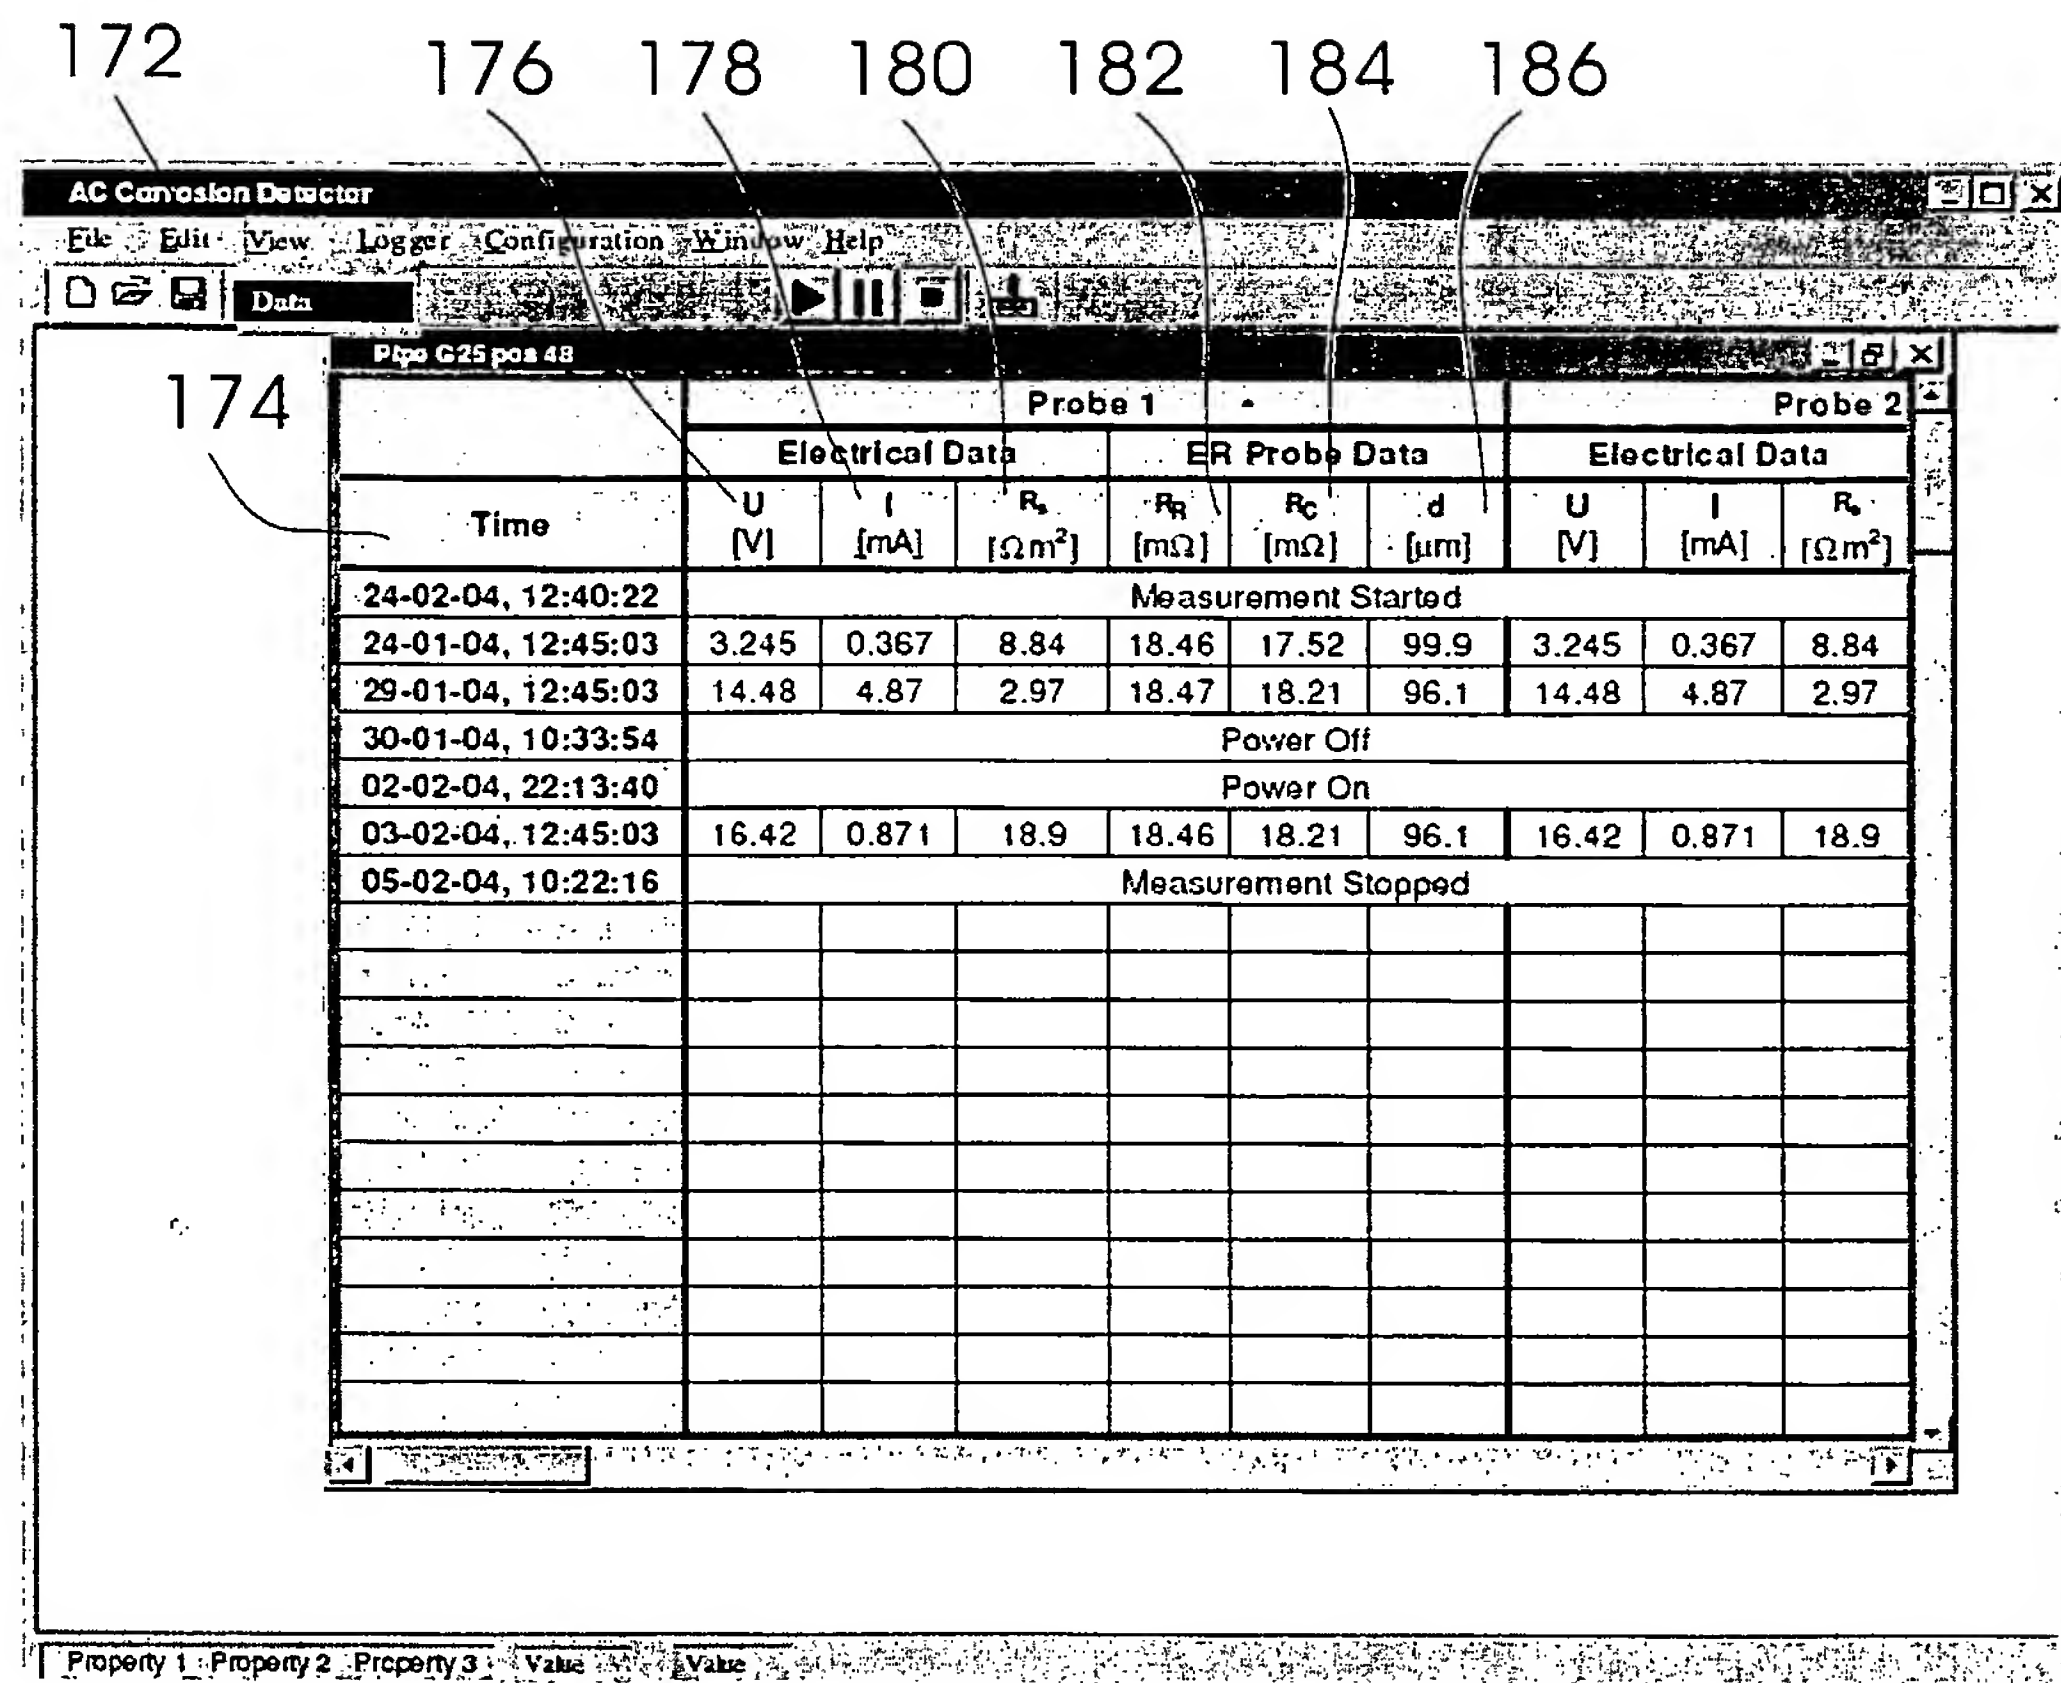 172 176 178 180 182 184 186
AC Corrosion Detector
File Edit View Logger Configuration Window Help
Data
Pipe G25 pos 48
174
Probe 1 Probe 2
Electrical Data ER Probe Data Electrical Data
Time U [V] I [mA] Rs [Ωm²] RR [mΩ] RC [mΩ] d [µm] U [V] I [mA] Rs [Ωm²]
24-02-04, 12:40:22 Measurement Started
24-01-04, 12:45:03 3.245 0.367 8.84 18.46 17.52 99.9 3.245 0.367 8.84
29-01-04, 12:45:03 14.48 4.87 2.97 18.47 18.21 96.1 14.48 4.87 2.97
30-01-04, 10:33:54 Power Off
02-02-04, 22:13:40 Power On
03-02-04, 12:45:03 16.42 0.871 18.9 18.46 18.21 96.1 16.42 0.871 18.9
05-02-04, 10:22:16 Measurement Stopped
Property 1 Property 2 Property 3 Value Value